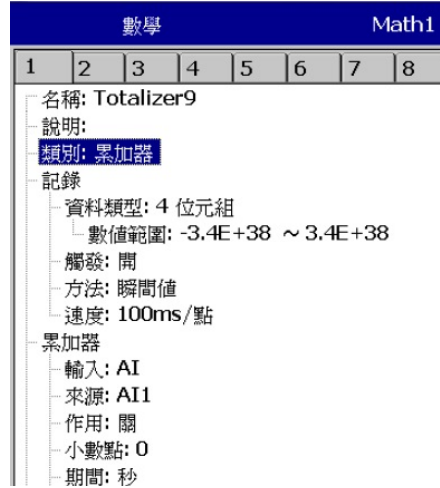 數學 Math1
1 2 3 4 5 6 7 8
名稱: Totalizer9
說明:
類別: 累加器
記錄
資料類型: 4 位元組
數值範圍: -3.4E+38 ~ 3.4E+38
觸發: 開
方法: 瞬間值
速度: 100ms/點
累加器
輸入: AI
來源: AI1
作用: 關
小數點: 0
期間: 秒